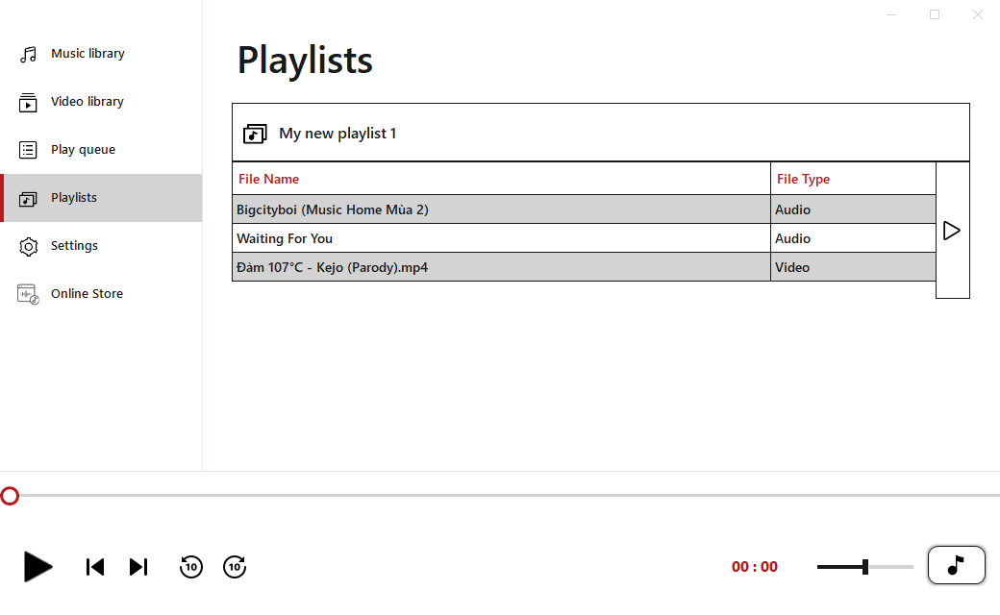 Music library
Video library
Play queue
Playlists
Settings
Online Store
Playlists
My new playlist 1
File Name File Type
Bigcityboi (Music Home Mùa 2) Audio
Waiting For You Audio
Đàm 107°C - Kejo (Parody).mp4 Video
10 10
00 : 00